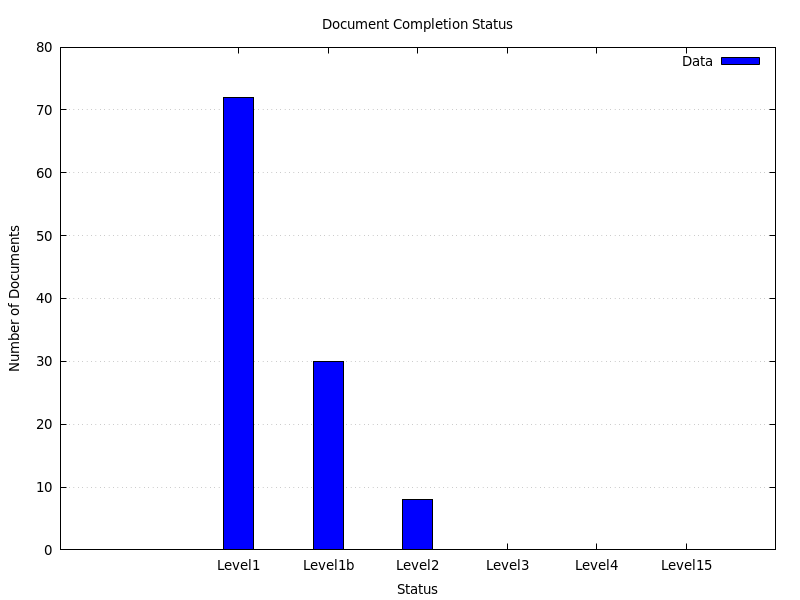 Document Completion Status
80
Data
70
60
50
40
30
20
10
0
Number of Documents
Level1 Level1b Level2 Level3 Level4 Level15
Status